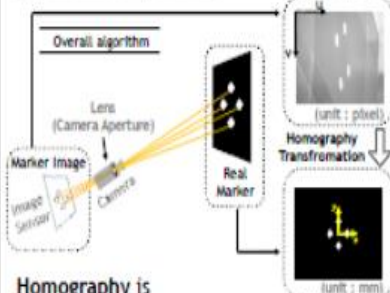 Overall algorithm
u
v
(unit : pixel)
Lens
(Camera Aperture)
Homography
Transfromation
Marker Image
Image
Sensor
Camera
Real
Marker
(unit : mm)
Homography is